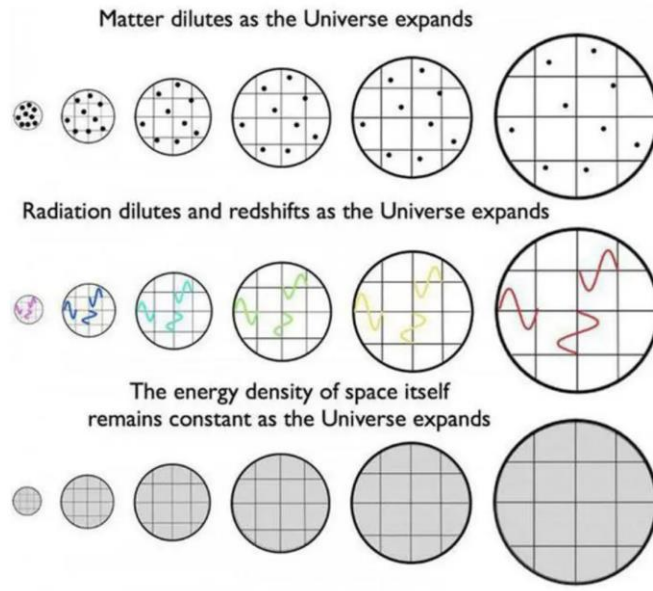 Matter dilutes as the Universe expands
Radiation dilutes and redshifts as the Universe expands
The energy density of space itself
remains constant as the Universe expands